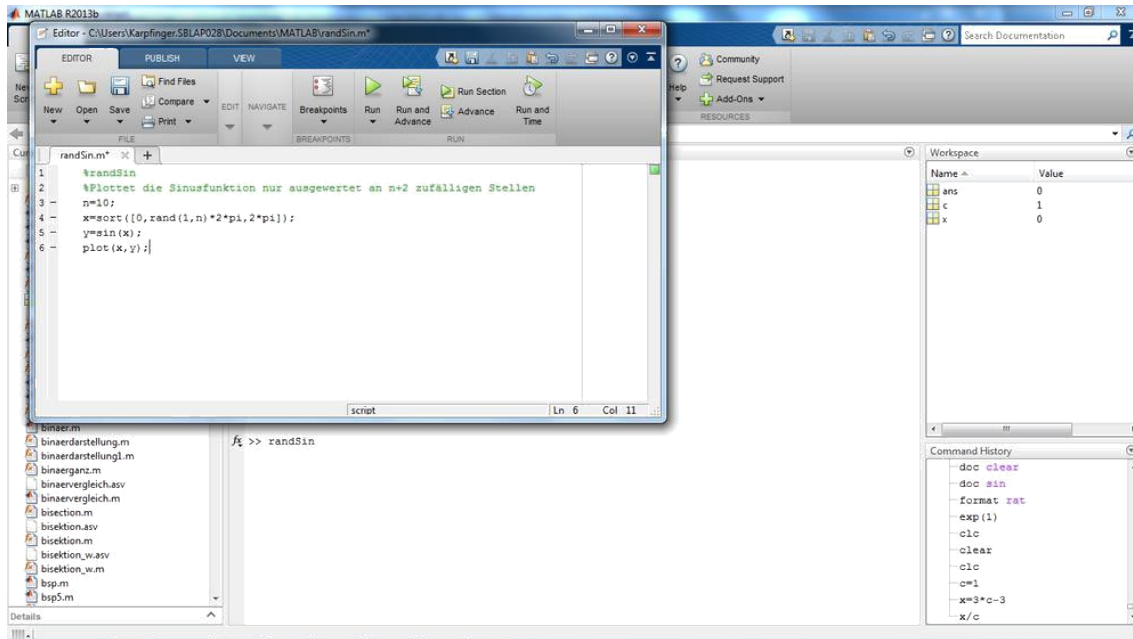 MATLAB R2013b
Editor - C:\Users\Karpfinger.SBLAP028\Documents\MATLAB\randSin.m*
EDITOR PUBLISH VIEW
Search Documentation
New Open Save
Find Files
Compare
Print
FILE
EDIT NAVIGATE
Breakpoints
BREAKPOINTS
Run
Run and Advance
Run Section
Advance
Run and Time
RUN
Help
Community
Request Support
Add-Ons
RESOURCES
randSin.m*
1 %randSin
2 %Plottet die Sinusfunktion nur ausgewertet an n+2 zufälligen Stellen
3 – n=10;
4 – x=sort([0,rand(1,n)*2*pi,2*pi]);
5 – y=sin(x);
6 – plot(x,y);
script Ln 6 Col 11
Workspace
Name Value
ans 0
c 1
x 0
binaer.m
binaerdarstellung.m
binaerdarstellung1.m
binaerganz.m
binaervergleich.asv
binaervergleich.m
bisection.m
bisektion.asv
bisektion.m
bisektion_w.asv
bisektion_w.m
bsp.m
bsp5.m
Details
fx >> randSin
Command History
doc clear
doc sin
format rat
exp(1)
clc
clear
clc
c=1
x=3*c-3
x/c